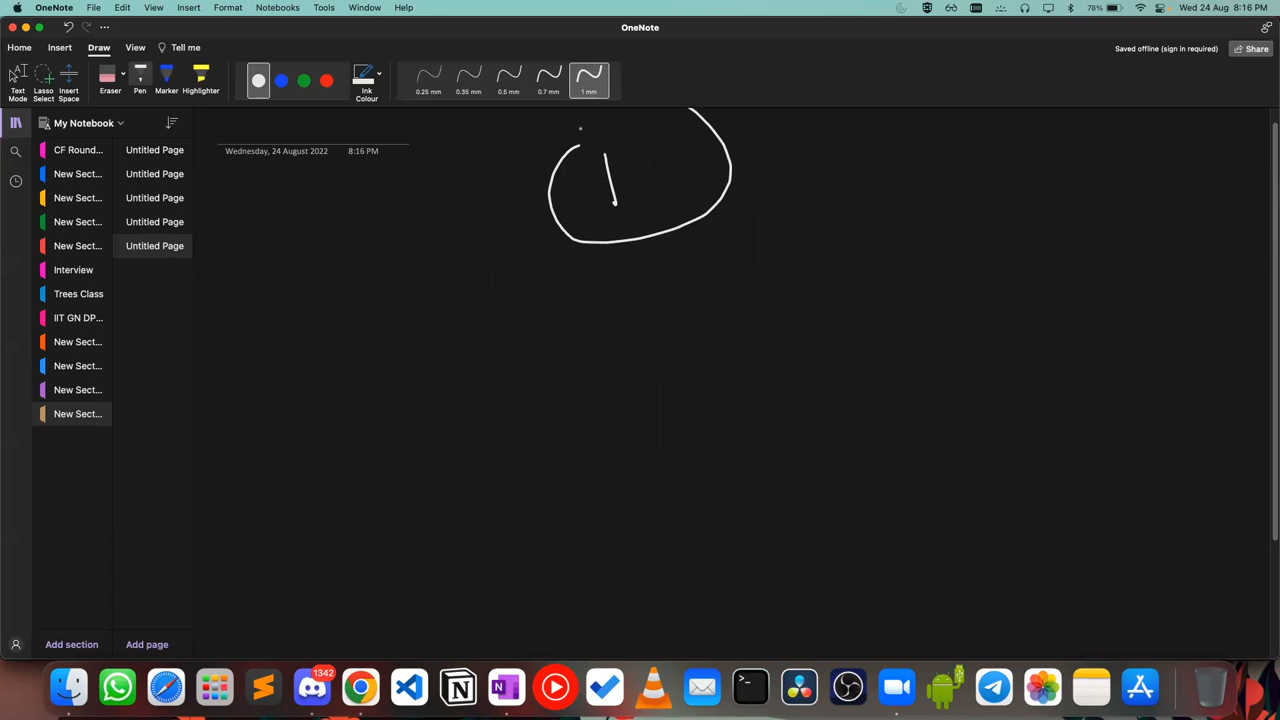 OneNote File Edit View Insert Format Notebooks Tools Window Help 78% Wed 24 Aug 8:16 PM
OneNote
Home Insert Draw View Tell me Saved offline (sign in required) Share
Text Mode
Lasso Select
Insert Space
Eraser
Pen
Marker
Highlighter
Ink Colour
0.25 mm
0.35 mm
0.5 mm
0.7 mm
1 mm
My Notebook
CF Round... Untitled Page
New Sect... Untitled Page
New Sect... Untitled Page
New Sect... Untitled Page
New Sect... Untitled Page
Interview
Trees Class
IIT GN DP...
New Sect...
New Sect...
New Sect...
New Sect...
Wednesday, 24 August 2022 8:16 PM
1
Add section Add page
1342